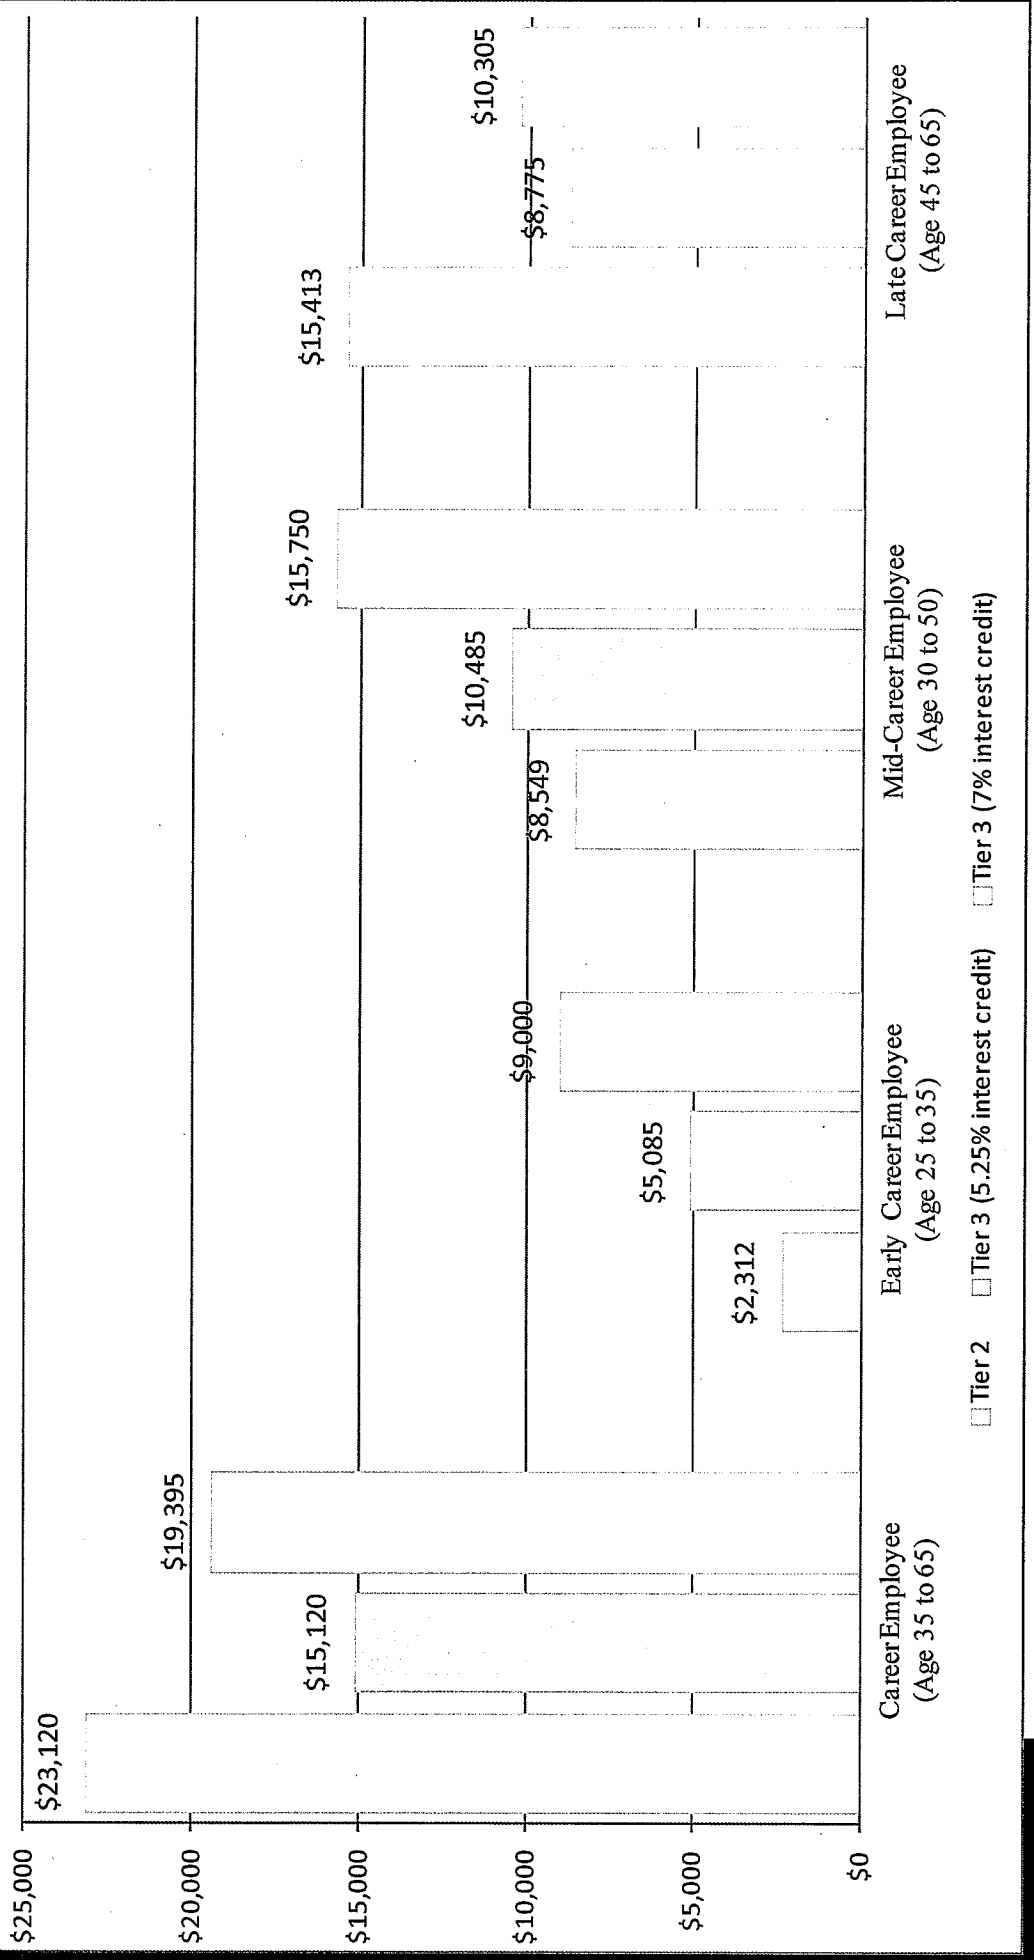 $25,000
$20,000
$15,000
$10,000
$5,000
$0
$23,120
$15,120
$19,395
$2,312
$5,085
$9,000
$8,549
$10,485
$15,750
$15,413
$8,775
$10,305
Career Employee
(Age 35 to 65)
Early Career Employee
(Age 25 to 35)
Mid-Career Employee
(Age 30 to 50)
Late Career Employee
(Age 45 to 65)
Tier 2
Tier 3 (5.25% interest credit)
Tier 3 (7% interest credit)